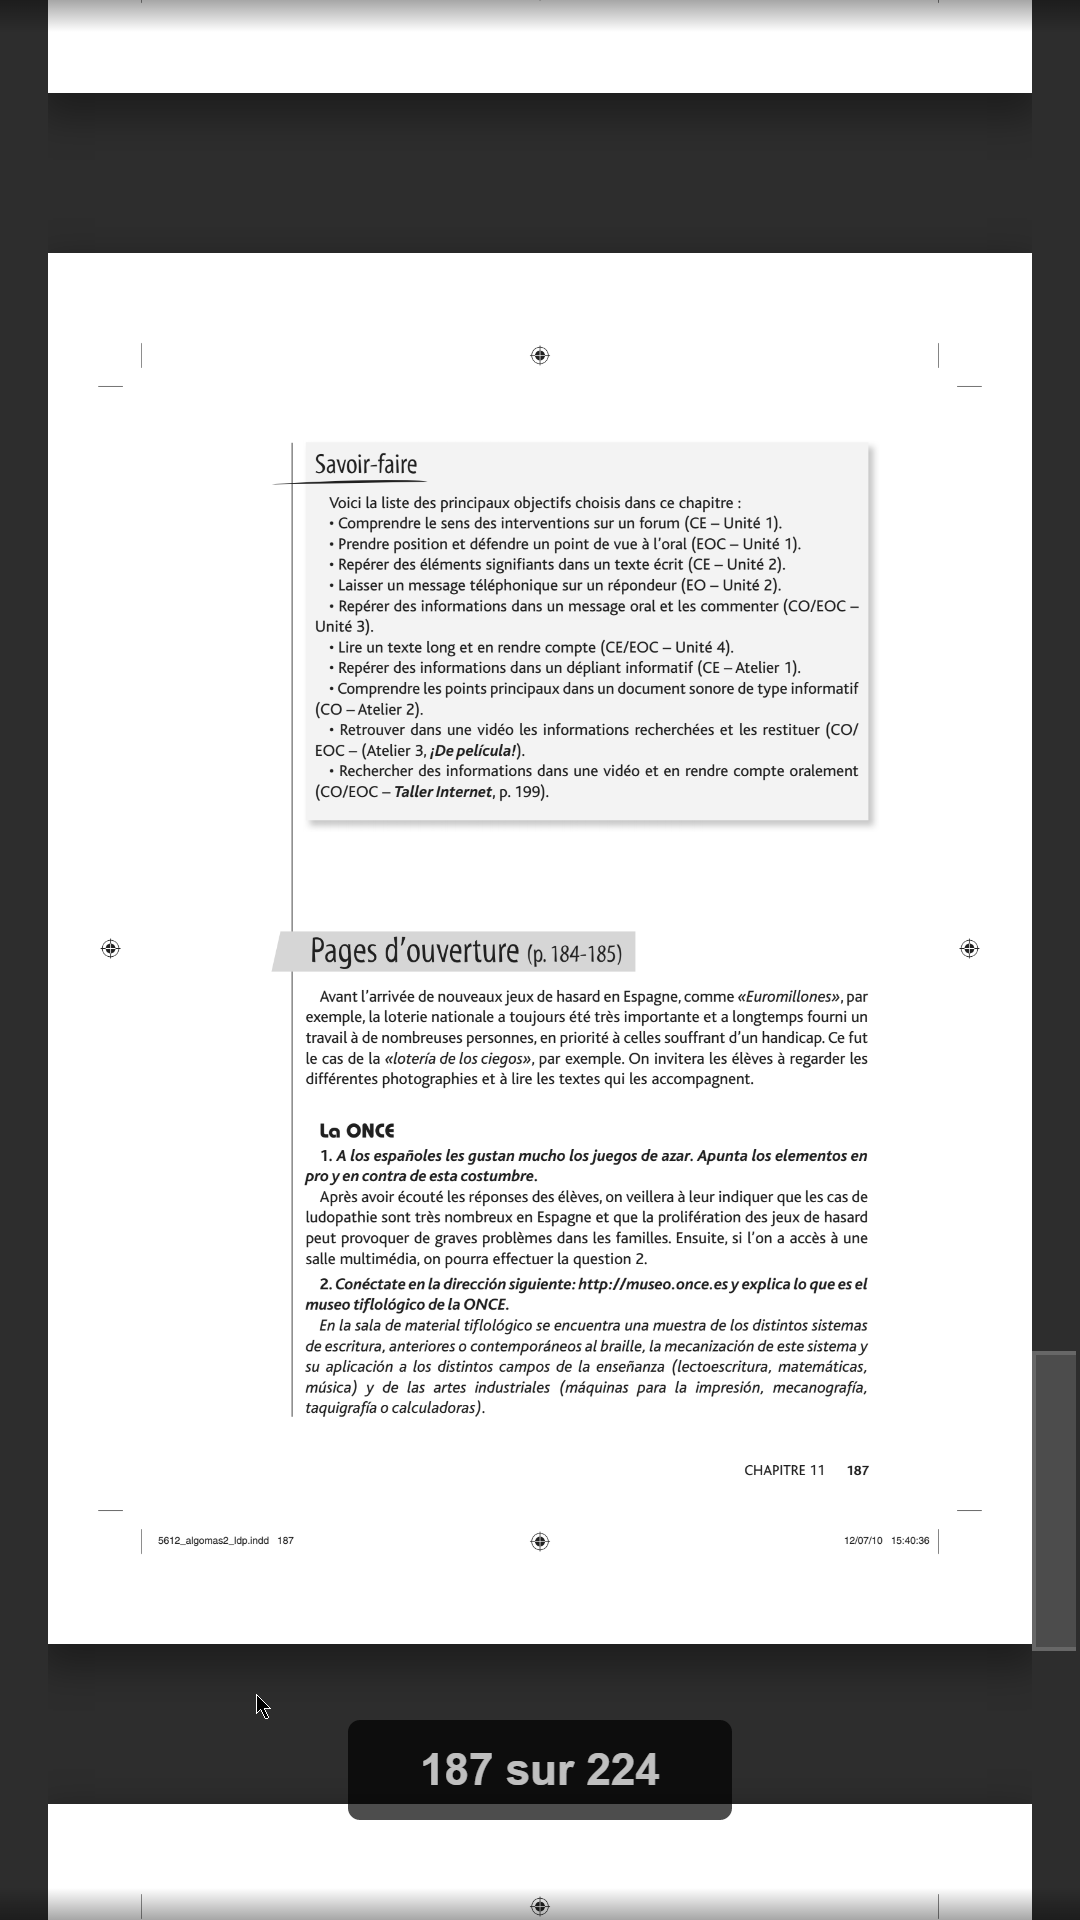 Savoir-faire
Voici la liste des principaux objectifs choisis dans ce chapitre :
• Comprendre le sens des interventions sur un forum (CE – Unité 1).
• Prendre position et défendre un point de vue à l'oral (EOC – Unité 1).
• Repérer des éléments signifiants dans un texte écrit (CE – Unité 2).
• Laisser un message téléphonique sur un répondeur (EO – Unité 2).
• Repérer des informations dans un message oral et les commenter (CO/EOC –
Unité 3).
• Lire un texte long et en rendre compte (CE/EOC – Unité 4).
• Repérer des informations dans un dépliant informatif (CE – Atelier 1).
• Comprendre les points principaux dans un document sonore de type informatif
(CO – Atelier 2).
• Retrouver dans une vidéo les informations recherchées et les restituer (CO/
EOC – (Atelier 3, ¡De película!).
• Rechercher des informations dans une vidéo et en rendre compte oralement
(CO/EOC – Taller Internet, p. 199).
Pages d'ouverture (p. 184-185)
Avant l'arrivée de nouveaux jeux de hasard en Espagne, comme «Euromillones», par
exemple, la loterie nationale a toujours été très importante et a longtemps fourni un
travail à de nombreuses personnes, en priorité à celles souffrant d'un handicap. Ce fut
le cas de la «lotería de los ciegos», par exemple. On invitera les élèves à regarder les
différentes photographies et à lire les textes qui les accompagnent.
La ONCE
1. A los españoles les gustan mucho los juegos de azar. Apunta los elementos en
pro y en contra de esta costumbre.
Après avoir écouté les réponses des élèves, on veillera à leur indiquer que les cas de
ludopathie sont très nombreux en Espagne et que la prolifération des jeux de hasard
peut provoquer de graves problèmes dans les familles. Ensuite, si l'on a accès à une
salle multimédia, on pourra effectuer la question 2.
2. Conéctate en la dirección siguiente: http://museo.once.es y explica lo que es el
museo tiflológico de la ONCE.
En la sala de material tiflológico se encuentra una muestra de los distintos sistemas
de escritura, anteriores o contemporáneos al braille, la mecanización de este sistema y
su aplicación a los distintos campos de la enseñanza (lectoescritura, matemáticas,
música) y de las artes industriales (máquinas para la impresión, mecanografía,
taquigrafía o calculadoras).
CHAPITRE 11 187
5612_algomas2_ldp.indd 187 12/07/10 15:40:36
187 sur 224